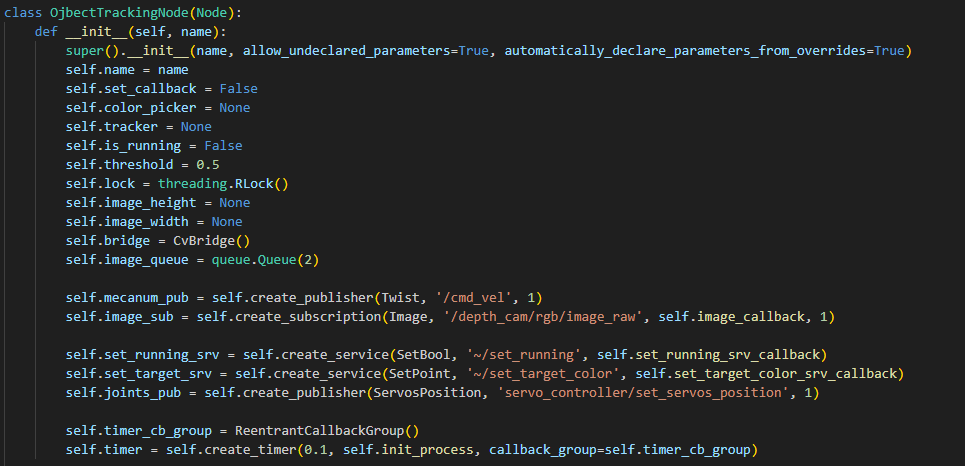 class OjbectTrackingNode(Node):
def __init__(self, name):
super().__init__(name, allow_undeclared_parameters=True, automatically_declare_parameters_from_overrides=True)
self.name = name
self.set_callback = False
self.color_picker = None
self.tracker = None
self.is_running = False
self.threshold = 0.5
self.lock = threading.RLock()
self.image_height = None
self.image_width = None
self.bridge = CvBridge()
self.image_queue = queue.Queue(2)
self.mecanum_pub = self.create_publisher(Twist, '/cmd_vel', 1)
self.image_sub = self.create_subscription(Image, '/depth_cam/rgb/image_raw', self.image_callback, 1)
self.set_running_srv = self.create_service(SetBool, '~/set_running', self.set_running_srv_callback)
self.set_target_srv = self.create_service(SetPoint, '~/set_target_color', self.set_target_color_srv_callback)
self.joints_pub = self.create_publisher(ServosPosition, 'servo_controller/set_servos_position', 1)
self.timer_cb_group = ReentrantCallbackGroup()
self.timer = self.create_timer(0.1, self.init_process, callback_group=self.timer_cb_group)